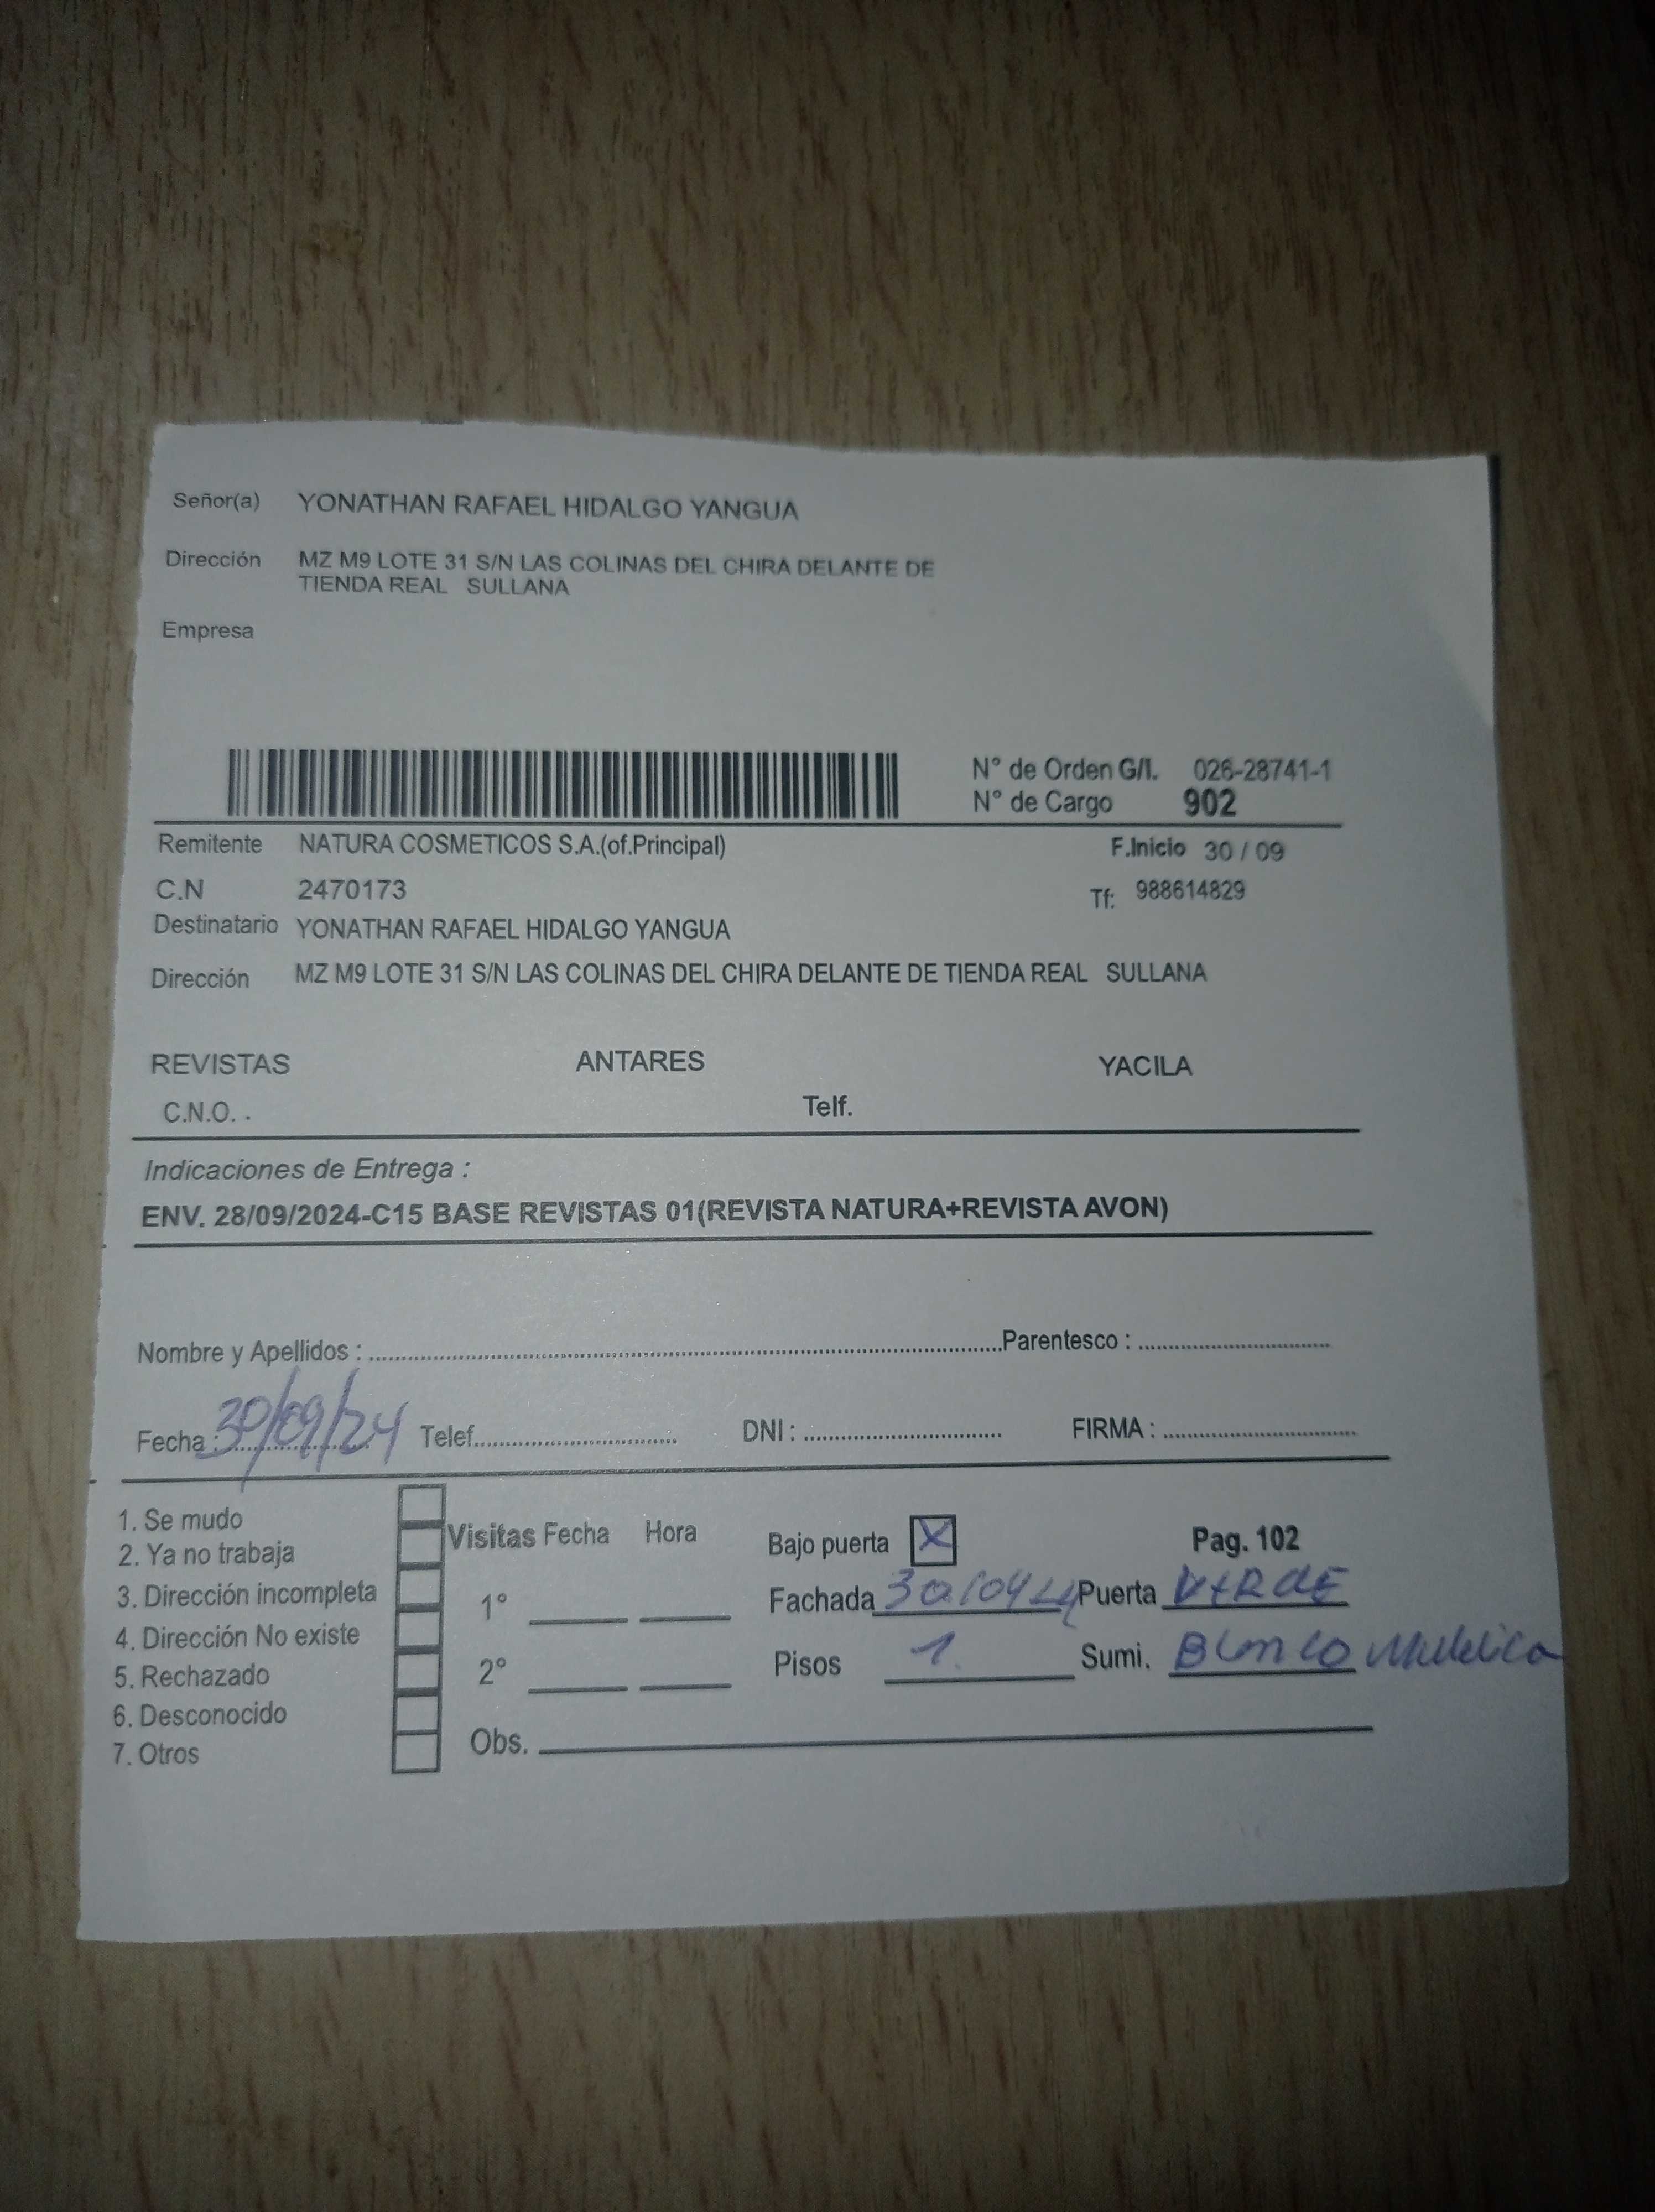 Señor(a) YONATHAN RAFAEL HIDALGO YANGUA
Dirección MZ M9 LOTE 31 S/N LAS COLINAS DEL CHIRA DELANTE DE
TIENDA REAL SULLANA
Empresa
N° de Orden G/I. 026-28741-1
N° de Cargo 902
Remitente NATURA COSMETICOS S.A.(of.Principal) F.Inicio 30 / 09
C.N 2470173 Tf: 988614829
Destinatario YONATHAN RAFAEL HIDALGO YANGUA
Dirección MZ M9 LOTE 31 S/N LAS COLINAS DEL CHIRA DELANTE DE TIENDA REAL SULLANA
REVISTAS ANTARES YACILA
C.N.O. . Telf.
Indicaciones de Entrega :
ENV. 28/09/2024-C15 BASE REVISTAS 01(REVISTA NATURA+REVISTA AVON)
Nombre y Apellidos : Parentesco :
Fecha : 30/09/24 Telef. DNI : FIRMA :
1. Se mudo
2. Ya no trabaja
3. Dirección incompleta
4. Dirección No existe
5. Rechazado
6. Desconocido
7. Otros
Visitas Fecha Hora
1°
2°
Obs.
Bajo puerta X Pag. 102
Fachada Puerta
Pisos 1. Sumi.